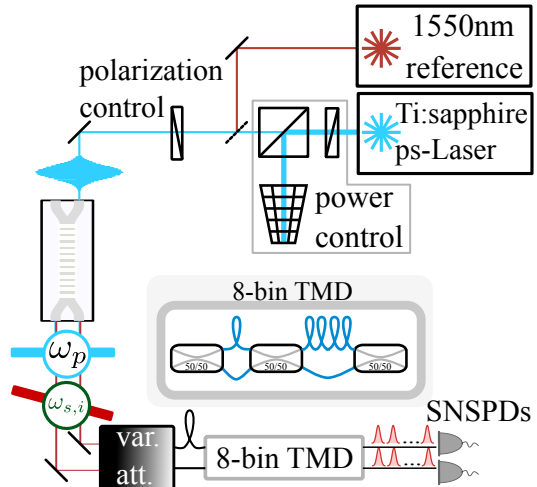 1550nm
reference
polarization
control
Ti:sapphire
ps-Laser
power
control
8-bin TMD
50/50
50/50
50/50
ω_p
ω_{s,i}
SNSPDs
var.
att.
8-bin TMD